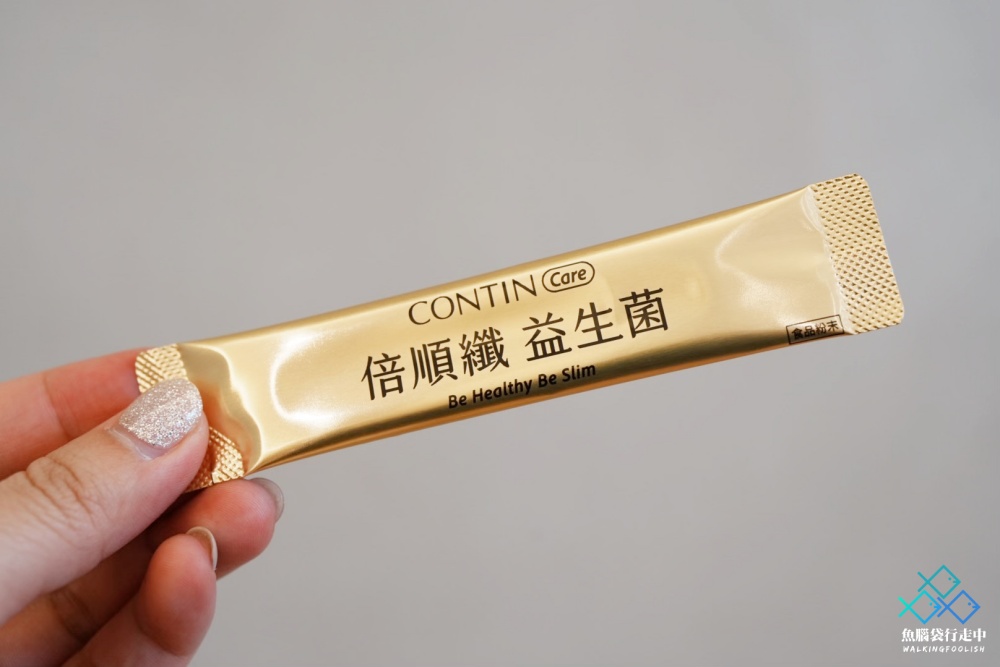 CONTIN Care
倍順纖 益生菌
Be Healthy Be Slim
食品粉末
魚腦袋行走中
WALKINGFOOLISH